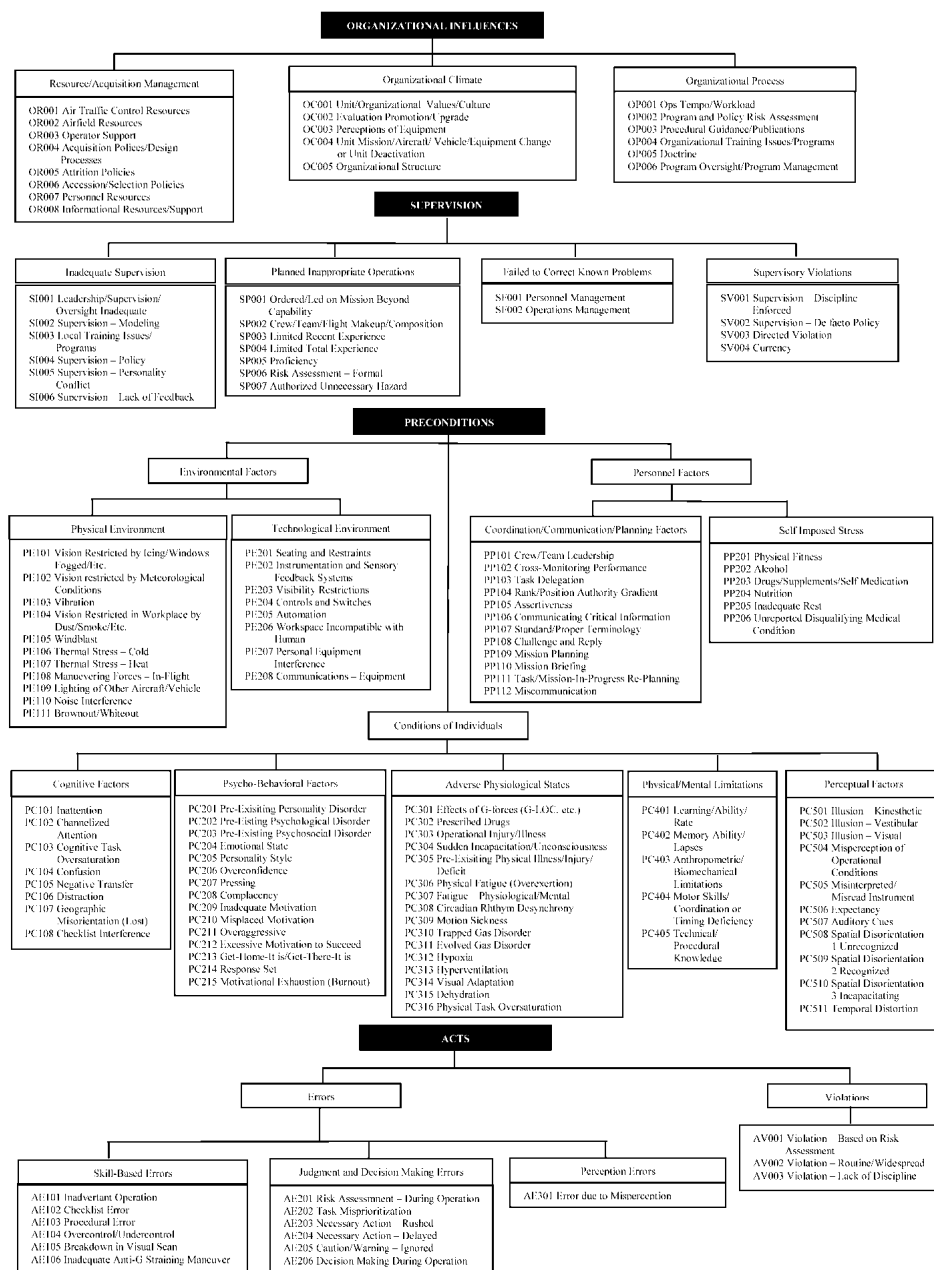 ORGANIZATIONAL INFLUENCES
Resource/Acquisition Management
OR001 Air Traffic Control Resources
OR002 Airfield Resources
OR003 Operator Support
OR004 Acquisition Polices/Design
Processes
OR005 Attrition Policies
OR006 Accession/Selection Policies
OR007 Personnel Resources
OR008 Informational Resources/Support
Organizational Climate
OC001 Unit/Organizational Values/Culture
OC002 Evaluation Promotion/Upgrade
OC003 Perceptions of Equipment
OC004 Unit Mission/Aircraft/ Vehicle/Equipment Change
or Unit Deactivation
OC005 Organizational Structure
Organizational Process
OP001 Ops Tempo/Workload
OP002 Program and Policy Risk Assessment
OP003 Procedural Guidance/Publications
OP004 Organizational Training Issues/Programs
OP005 Doctrine
OP006 Program Oversight/Program Management
SUPERVISION
Inadequate Supervision
SI001 Leadership/Supervision/
Oversight Inadequate
SI002 Supervision – Modeling
SI003 Local Training Issues/
Programs
SI004 Supervision – Policy
SI005 Supervision – Personality
Conflict
SI006 Supervision – Lack of Feedback
Planned Inappropriate Operations
SP001 Ordered/Led on Mission Beyond
Capability
SP002 Crew/Team/Flight Makeup/Composition
SP003 Limited Recent Experience
SP004 Limited Total Experience
SP005 Proficiency
SP006 Risk Assessment – Formal
SP007 Authorized Unnecessary Hazard
Failed to Correct Known Problems
SF001 Personnel Management
SF002 Operations Management
Supervisory Violations
SV001 Supervision – Discipline
Enforced
SV002 Supervision – De facto Policy
SV003 Directed Violation
SV004 Currency
PRECONDITIONS
Environmental Factors
Personnel Factors
Physical Environment
PE101 Vision Restricted by Icing/Windows
Fogged/Etc.
PE102 Vision restricted by Meteorological
Conditions
PE103 Vibration
PE104 Vision Restricted in Workplace by
Dust/Smoke/Etc.
PE105 Windblast
PE106 Thermal Stress – Cold
PE107 Thermal Stress – Heat
PE108 Manuevering Forces – In-Flight
PE109 Lighting of Other Aircraft/Vehicle
PE110 Noise Interference
PE111 Brownout/Whiteout
Technological Environment
PE201 Seating and Restraints
PE202 Instrumentation and Sensory
Feedback Systems
PE203 Visibility Restrictions
PE204 Controls and Switches
PE205 Automation
PE206 Workspace Incompatible with
Human
PE207 Personal Equipment
Interference
PE208 Communications – Equipment
Coordination/Communication/Planning Factors
PP101 Crew/Team Leadership
PP102 Cross-Monitoring Performance
PP103 Task Delegation
PP104 Rank/Position Authority Gradient
PP105 Assertiveness
PP106 Communicating Critical Information
PP107 Standard/Proper Terminology
PP108 Challenge and Reply
PP109 Mission Planning
PP110 Mission Briefing
PP111 Task/Mission-In-Progress Re-Planning
PP112 Miscommunication
Self Imposed Stress
PP201 Physical Fitness
PP202 Alcohol
PP203 Drugs/Supplements/Self Medication
PP204 Nutrition
PP205 Inadequate Rest
PP206 Unreported Disqualifying Medical
Condition
Conditions of Individuals
Cognitive Factors
PC101 Inattention
PC102 Channelized
Attention
PC103 Cognitive Task
Oversaturation
PC104 Confusion
PC105 Negative Transfer
PC106 Distraction
PC107 Geographic
Misorientation (Lost)
PC108 Checklist Interference
Psycho-Behavioral Factors
PC201 Pre-Exisiting Personality Disorder
PC202 Pre-Eisting Psychological Disorder
PC203 Pre-Existing Psychosocial Disorder
PC204 Emotional State
PC205 Personality Style
PC206 Overconfidence
PC207 Pressing
PC208 Complacency
PC209 Inadequate Motivation
PC210 Misplaced Motivation
PC211 Overaggressive
PC212 Excessive Motivation to Succeed
PC213 Get-Home-It is/Get-There-It is
PC214 Response Set
PC215 Motivational Exhaustion (Burnout)
Adverse Physiological States
PC301 Effects of G-forces (G-LOC. etc.)
PC302 Prescribed Drugs
PC303 Operational Injury/Illness
PC304 Sudden Incapacitation/Unconsciousness
PC305 Pre-Exisiting Physical Illness/Injury/
Deficit
PC306 Physical Fatigue (Overexertion)
PC307 Fatigue – Physiological/Mental
PC308 Circadian Rhthym Desynchrony
PC309 Motion Sickness
PC310 Trapped Gas Disorder
PC311 Evolved Gas Disorder
PC312 Hypoxia
PC313 Hyperventilation
PC314 Visual Adaptation
PC315 Dehydration
PC316 Physical Task Oversaturation
Physical/Mental Limitations
PC401 Learning/Ability/
Rate
PC402 Memory Ability/
Lapses
PC403 Anthropometric/
Biomechanical
Limitations
PC404 Motor Skills/
Coordination or
Timing Deficiency
PC405 Technical/
Procedural
Knowledge
Perceptual Factors
PC501 Illusion – Kinesthetic
PC502 Illusion – Vestibular
PC503 Illusion – Visual
PC504 Misperception of
Operational
Conditions
PC505 Misinterpreted/
Misread Instrument
PC506 Expectancy
PC507 Auditory Cues
PC508 Spatial Disorientation
1 Unrecognized
PC509 Spatial Disorientation
2 Recognized
PC510 Spatial Disorientation
3 Incapacitating
PC511 Temporal Distortion
ACTS
Errors
Violations
Skill-Based Errors
AE101 Inadvertant Operation
AE102 Checklist Error
AE103 Procedural Error
AE104 Overcontrol/Undercontrol
AE105 Breakdown in Visual Scan
AE106 Inadequate Anti-G Straining Maneuver
Judgment and Decision Making Errors
AE201 Risk Assessment – During Operation
AE202 Task Misprioritization
AE203 Necessary Action – Rushed
AE204 Necessary Action – Delayed
AE205 Caution/Warning – Ignored
AE206 Decision Making During Operation
Perception Errors
AE301 Error due to Misperception
AV001 Violation – Based on Risk
Assessment
AV002 Violation – Routine/Widespread
AV003 Violation – Lack of Discipline